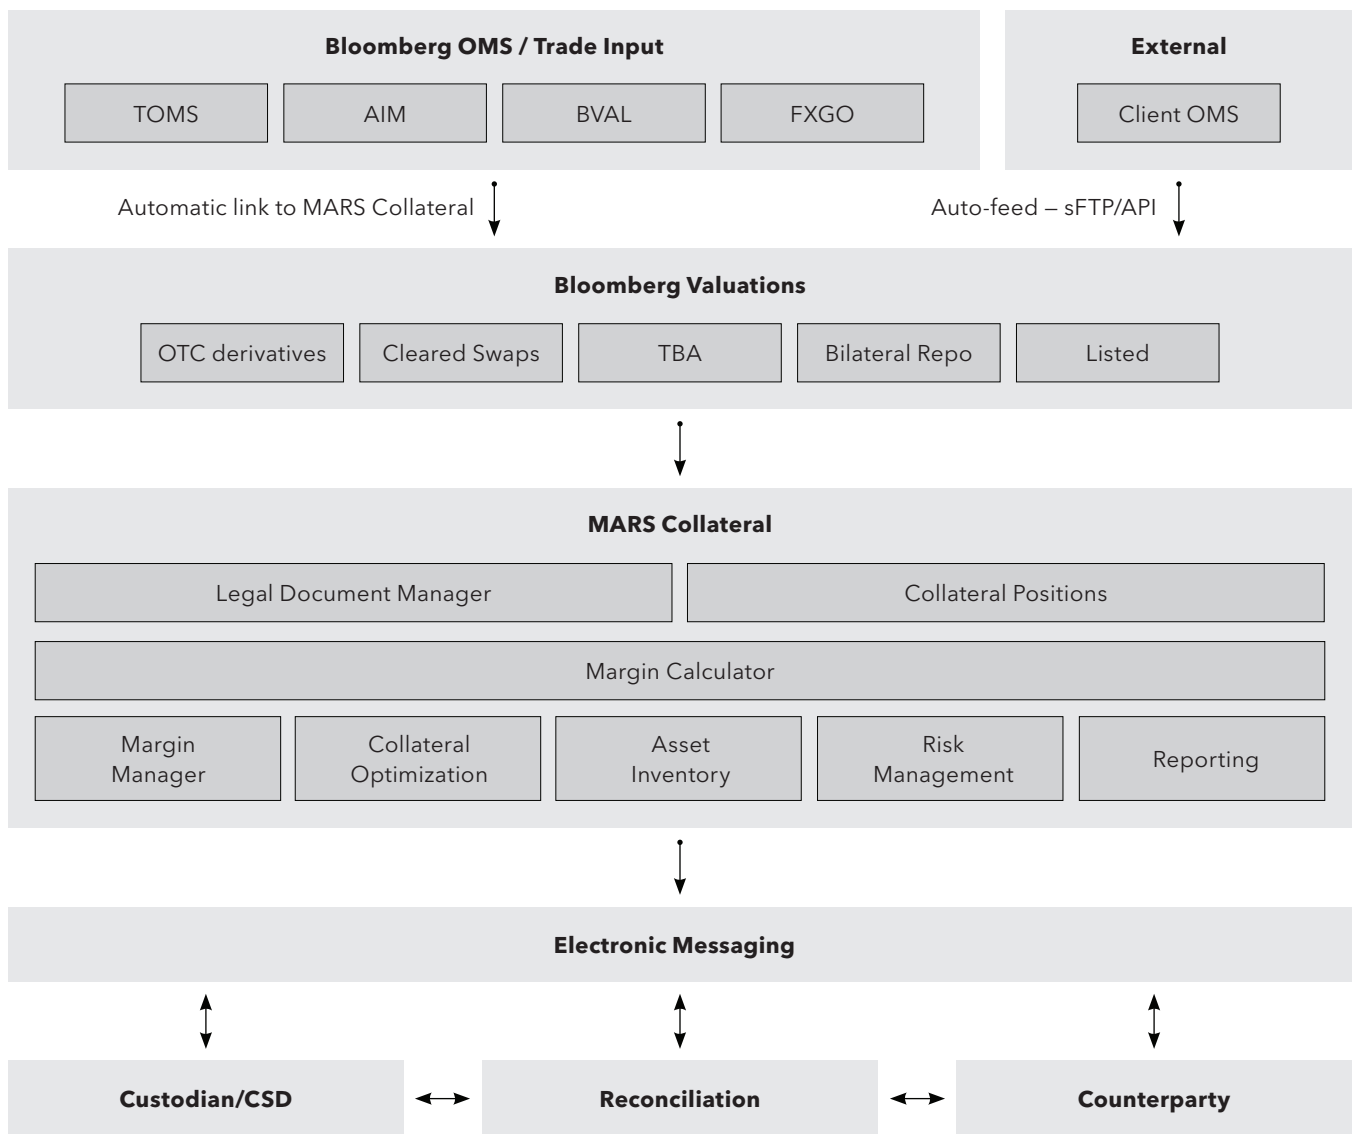 Bloomberg OMS / Trade Input
External
TOMS
AIM
BVAL
FXGO
Client OMS
Automatic link to MARS Collateral
Auto-feed – sFTP/API
Bloomberg Valuations
OTC derivatives
Cleared Swaps
TBA
Bilateral Repo
Listed
MARS Collateral
Legal Document Manager
Collateral Positions
Margin Calculator
Margin
Manager
Collateral
Optimization
Asset
Inventory
Risk
Management
Reporting
Electronic Messaging
Custodian/CSD
Reconciliation
Counterparty